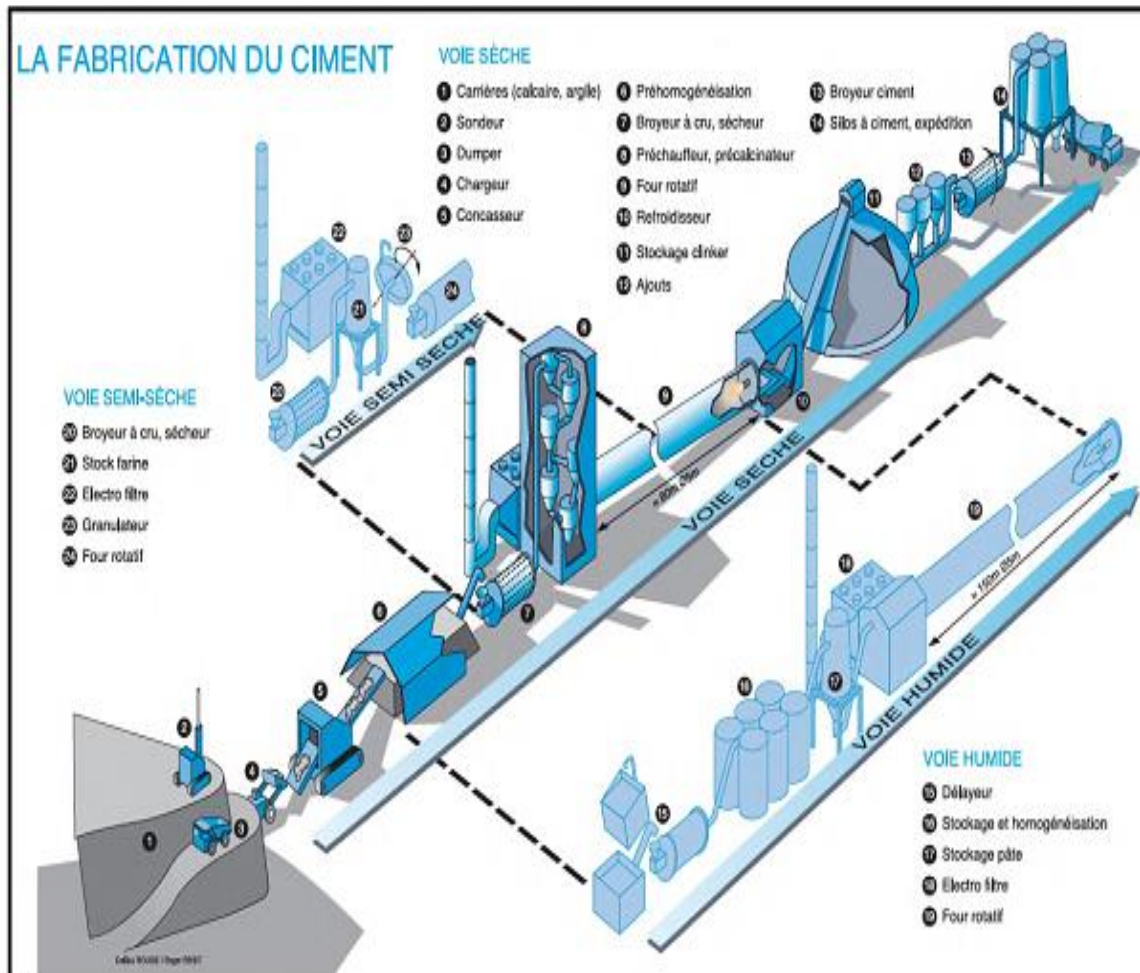 LA FABRICATION DU CIMENT
VOIE SÈCHE
1 Carrières (calcaire, argile)
2 Sondeur
3 Dumper
4 Chargeur
5 Concasseur
6 Préhomogénéisation
7 Broyeur à cru, sécheur
8 Préchauffeur, précalcinateur
9 Four rotatif
10 Refroidisseur
11 Stockage clinker
12 Ajouts
13 Broyeur ciment
14 Silos à ciment, expédition
VOIE SEMI-SÈCHE
20 Broyeur à cru, sécheur
21 Stock farine
22 Electro filtre
23 Granulateur
24 Four rotatif
VOIE SEMI SÈCHE
VOIE SÈCHE
VOIE HUMIDE
VOIE HUMIDE
15 Délayeur
16 Stockage et homogénéisation
17 Stockage pâte
18 Electro filtre
19 Four rotatif